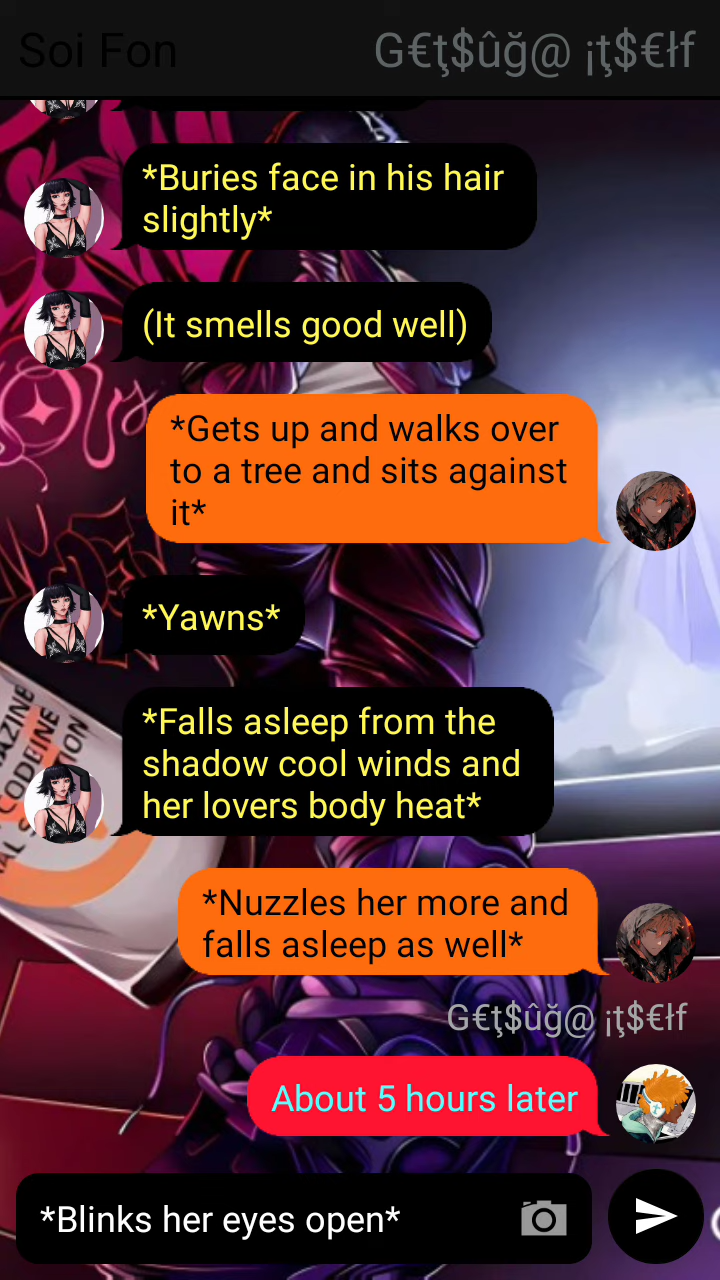 Soi Fon
G€ţ$ûğ@ ¡ţ$€łf
*Buries face in his hair
slightly*
(It smells good well)
*Gets up and walks over
to a tree and sits against
it*
*Yawns*
*Falls asleep from the
shadow cool winds and
her lovers body heat*
*Nuzzles her more and
falls asleep as well*
G€ţ$ûğ@ ¡ţ$€łf
About 5 hours later
*Blinks her eyes open*
CODEINE